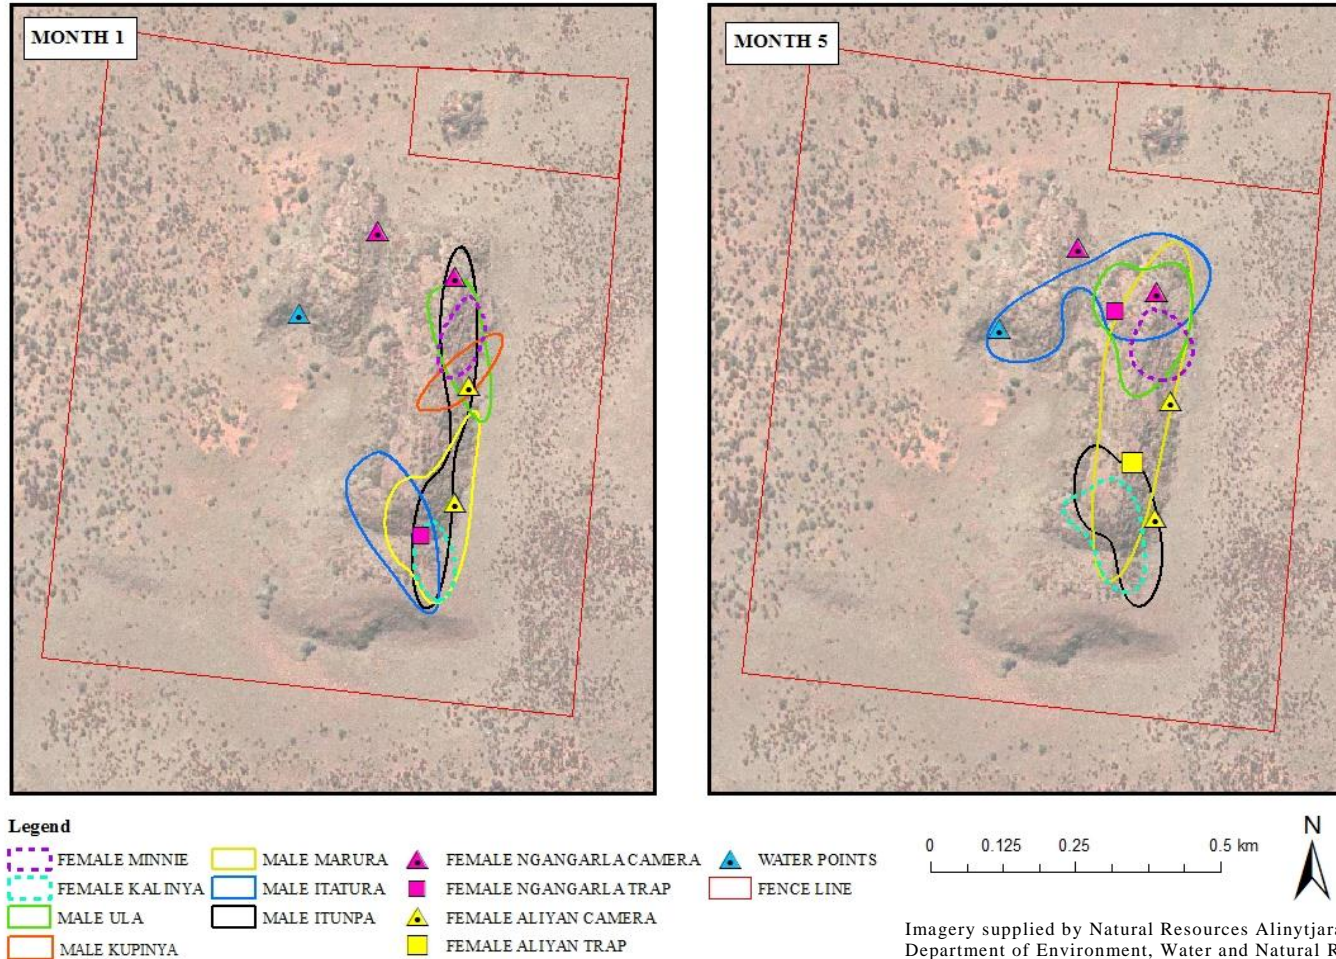 MONTH 1
MONTH 5
Legend
FEMALE MINNIE
FEMALE KALINYA
MALE ULA
MALE KUPINYA
MALE MARURA
MALE ITATURA
MALE ITUNPA
FEMALE NGANGARLA CAMERA
FEMALE NGANGARLA TRAP
FEMALE ALIYAN CAMERA
FEMALE ALIYAN TRAP
WATER POINTS
FENCE LINE
0 0.125 0.25 0.5 km
N
Imagery supplied by Natural Resources Alinytjara
Department of Environment, Water and Natural R